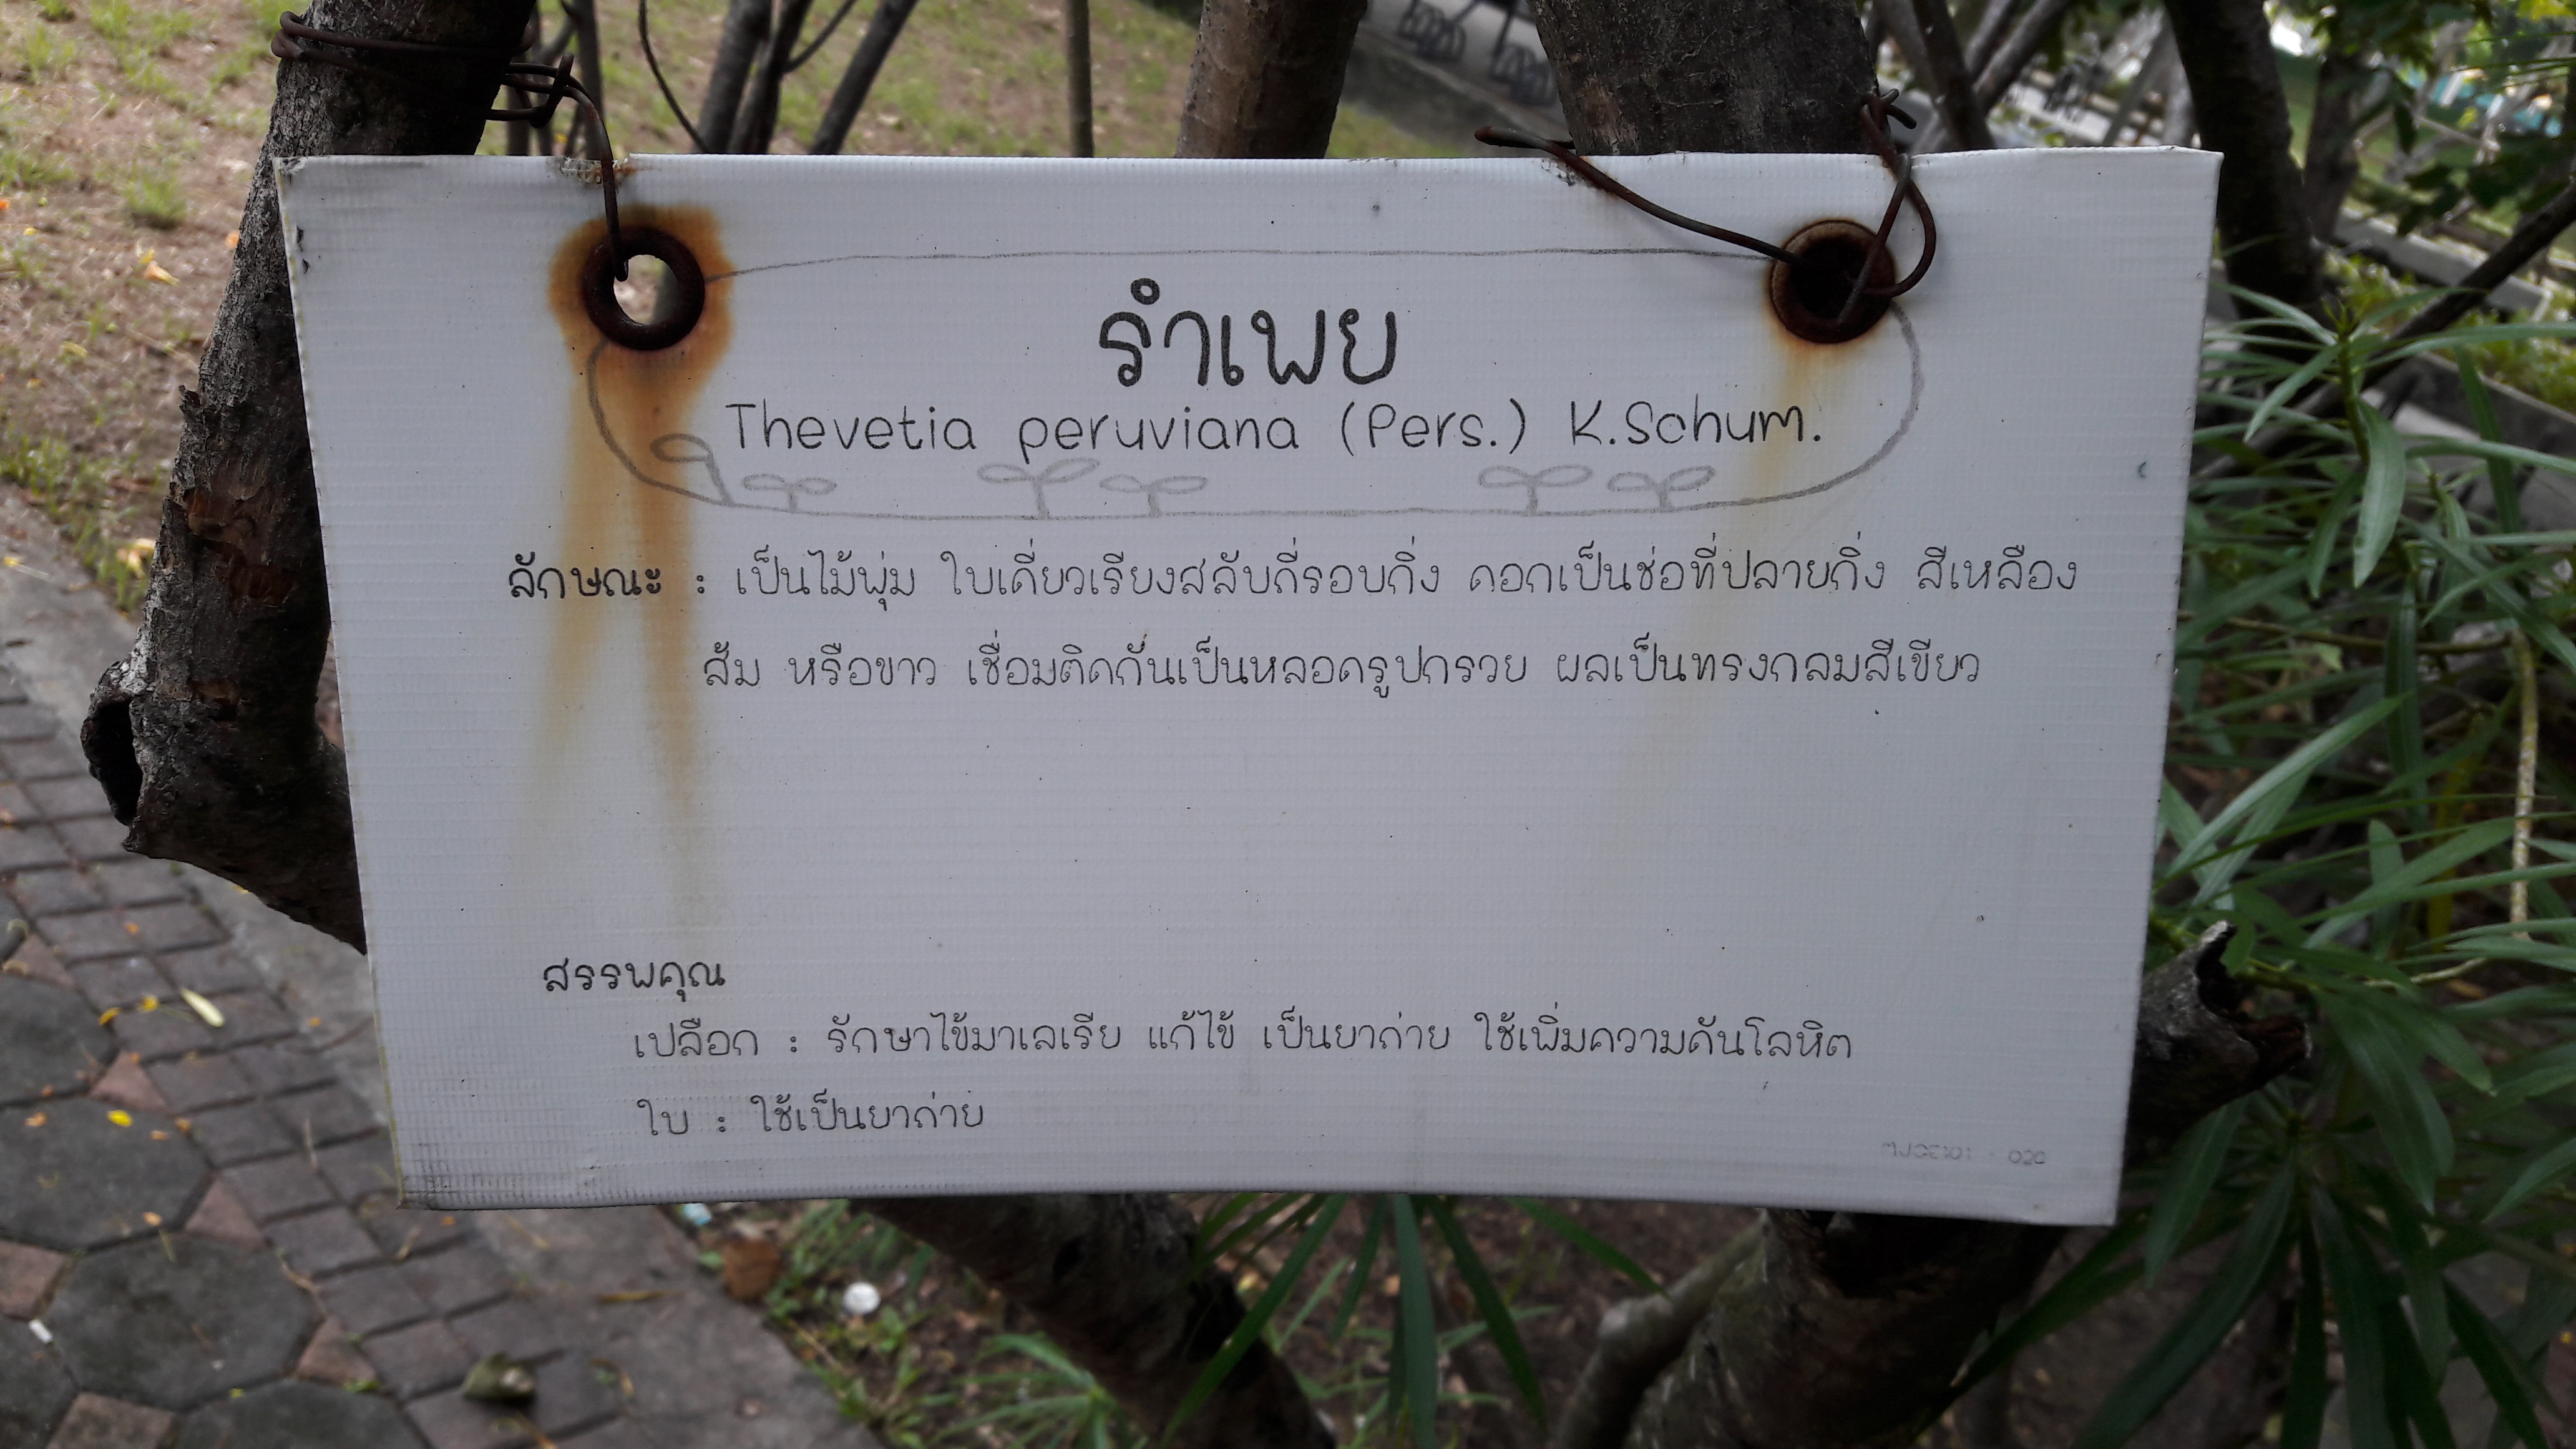 รำเพย
Thevetia peruviana (Pers.) K.Schum.
ลักษณะ : เป็นไม้พุ่ม ใบเดี่ยวเรียงสลับถี่รอบกิ่ง ดอกเป็นช่อที่ปลายกิ่ง สีเหลือง
ส้ม หรือขาว เชื่อมติดกันเป็นหลอดรูปกรวย ผลเป็นทรงกลมสีเขียว
สรรพคุณ
เปลือก : รักษาไข้มาเลเรีย แก้ไข้ เป็นยาถ่าย ใช้เพิ่มความดันโลหิต
ใบ : ใช้เป็นยาถ่าย